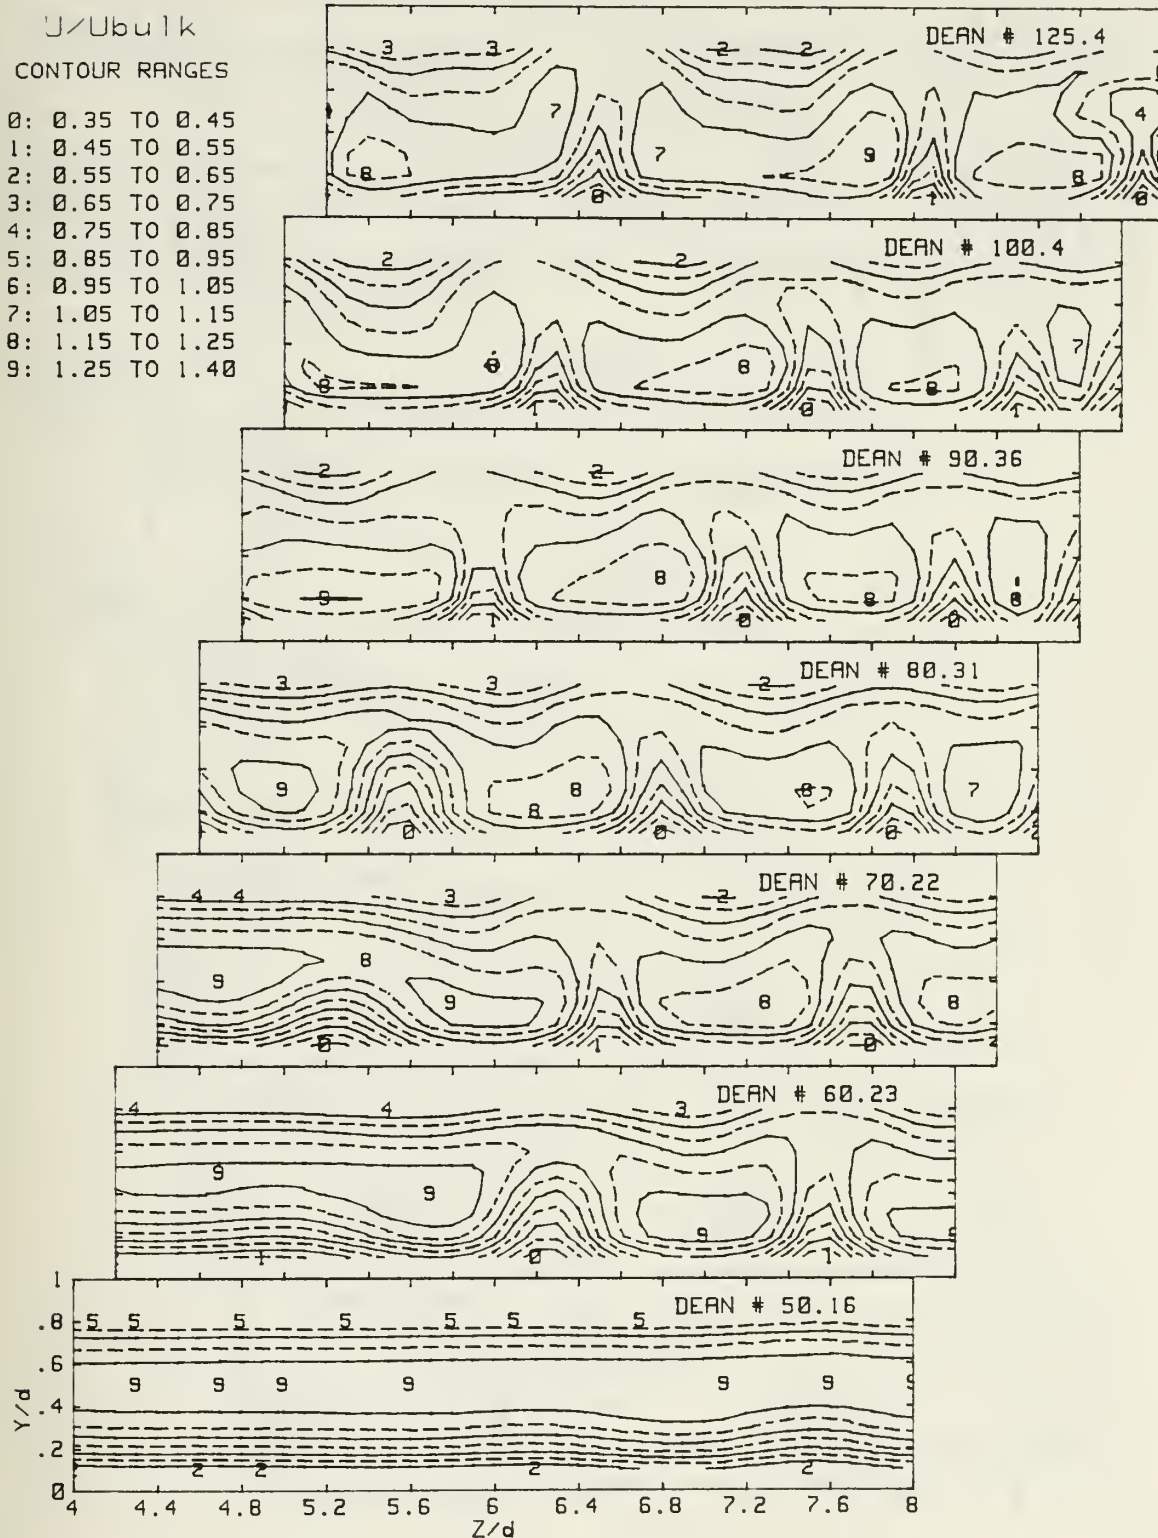 U/Ubulk
CONTOUR RANGES
0: 0.35 TO 0.45
1: 0.45 TO 0.55
2: 0.55 TO 0.65
3: 0.65 TO 0.75
4: 0.75 TO 0.85
5: 0.85 TO 0.95
6: 0.95 TO 1.05
7: 1.05 TO 1.15
8: 1.15 TO 1.25
9: 1.25 TO 1.40
DEAN # 125.4
3 3 2 2
7 4
8 7 9 8
0 1 0
DEAN # 100.4
2 2
8 8 7
8 8
1 0 1
DEAN # 90.36
2 2
8
9 8 8
1 0 0
DEAN # 80.31
3 3 2
9 8 8 7
8
0 0 0
DEAN # 70.22
4 4 3 2
8
9
9 8 8
0 1 0
DEAN # 60.23
4 4 3
9 9
9
1 0 1
DEAN # 50.16
5 5 5 5 5 5 5
9 9 9 9 9 9 9
2 2 2 2
1
.8
.6
.4
.2
0
Y/d
4 4.4 4.8 5.2 5.6 6 6.4 6.8 7.2 7.6 8
Z/d